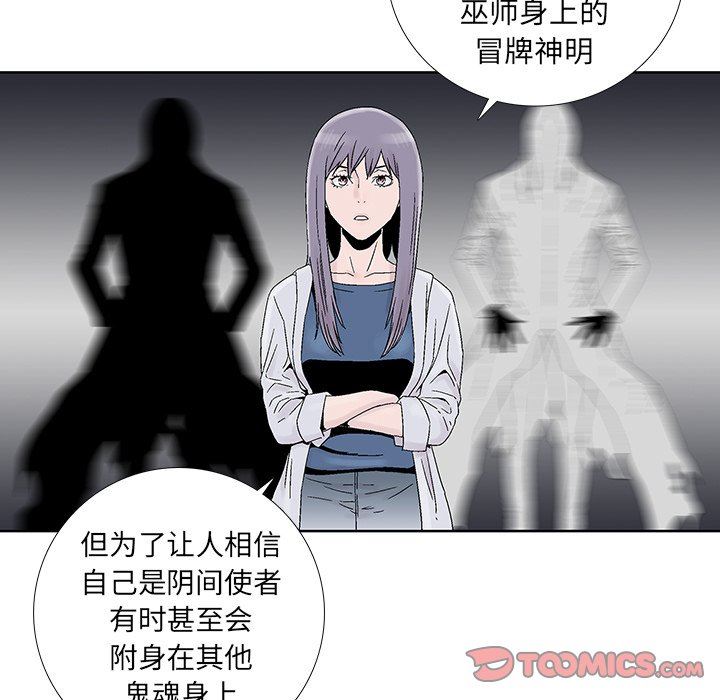 巫师身上的
冒牌神明
但为了让人相信
自己是阴间使者
有时甚至会
附身在其他
鬼魂身上
TOOMICS.COM